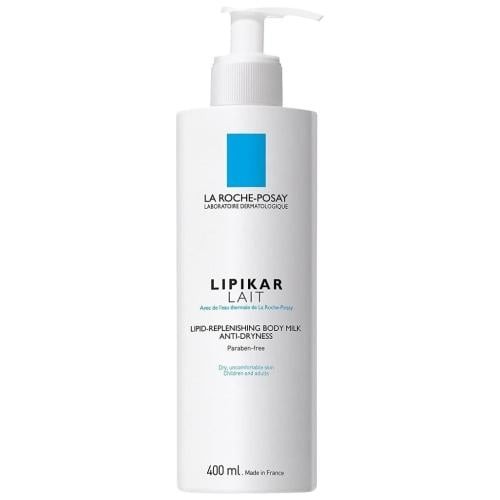 LA ROCHE-POSAY
LABORATOIRE DERMATOLOGIQUE
LIPIKAR
LAIT
Avec de l'eau thermale de La Roche-Posay
LIPID-REPLENISHING BODY MILK
ANTI-DRYNESS
Paraben-free
Dry, uncomfortable skin
Children and adults
400 ml. Made in France